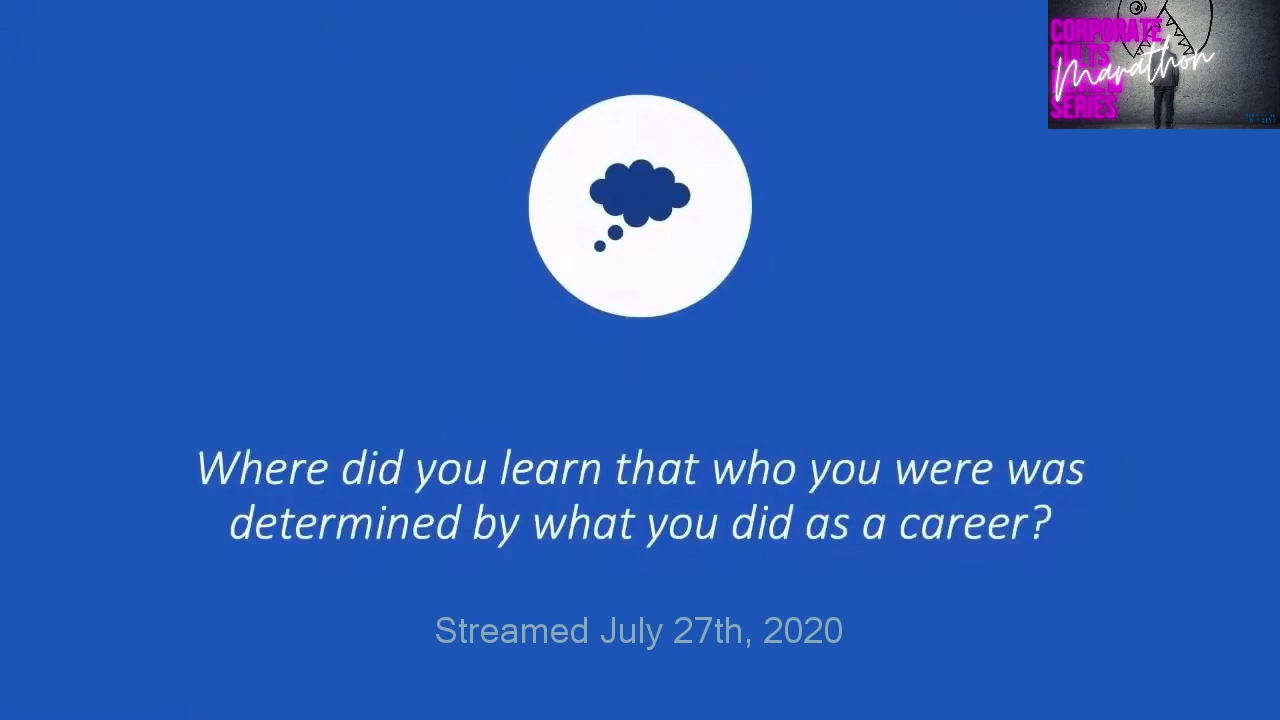 CORPORATE
CULTS
Marathon
SERIES
Where did you learn that who you were was
determined by what you did as a career?
Streamed July 27th, 2020